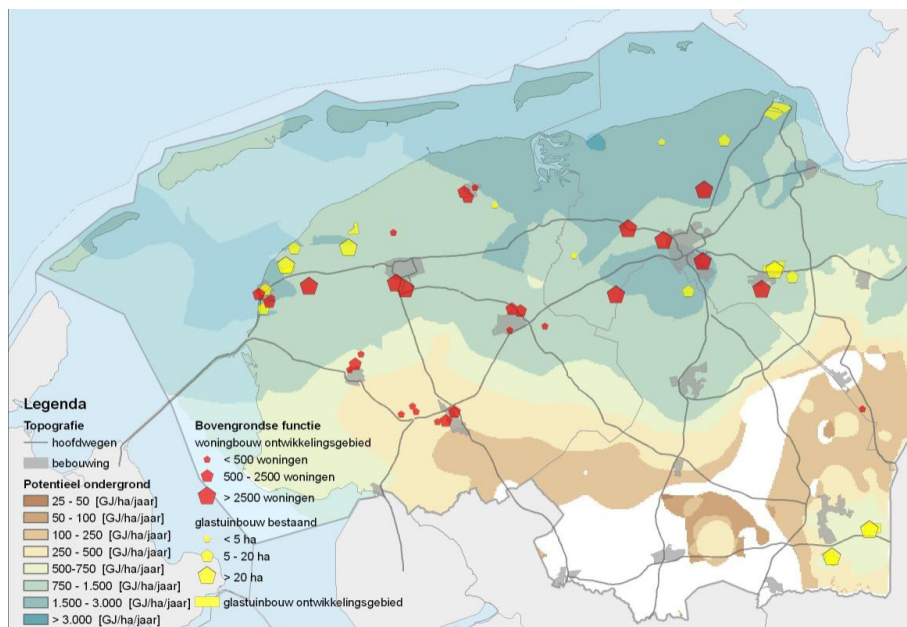 Legenda
Topografie
hoofdwegen
bebouwing
Potentieel ondergrond
25 - 50 [GJ/ha/jaar]
50 - 100 [GJ/ha/jaar]
100 - 250 [GJ/ha/jaar]
250 - 500 [GJ/ha/jaar]
500-750 [GJ/ha/jaar]
750 - 1.500 [GJ/ha/jaar]
1.500 - 3.000 [GJ/ha/jaar]
> 3.000 [GJ/ha/jaar]
Bovengrondse functie
woningbouw ontwikkelingsgebied
< 500 woningen
500 - 2500 woningen
> 2500 woningen
glastuinbouw bestaand
< 5 ha
5 - 20 ha
> 20 ha
glastuinbouw ontwikkelingsgebied